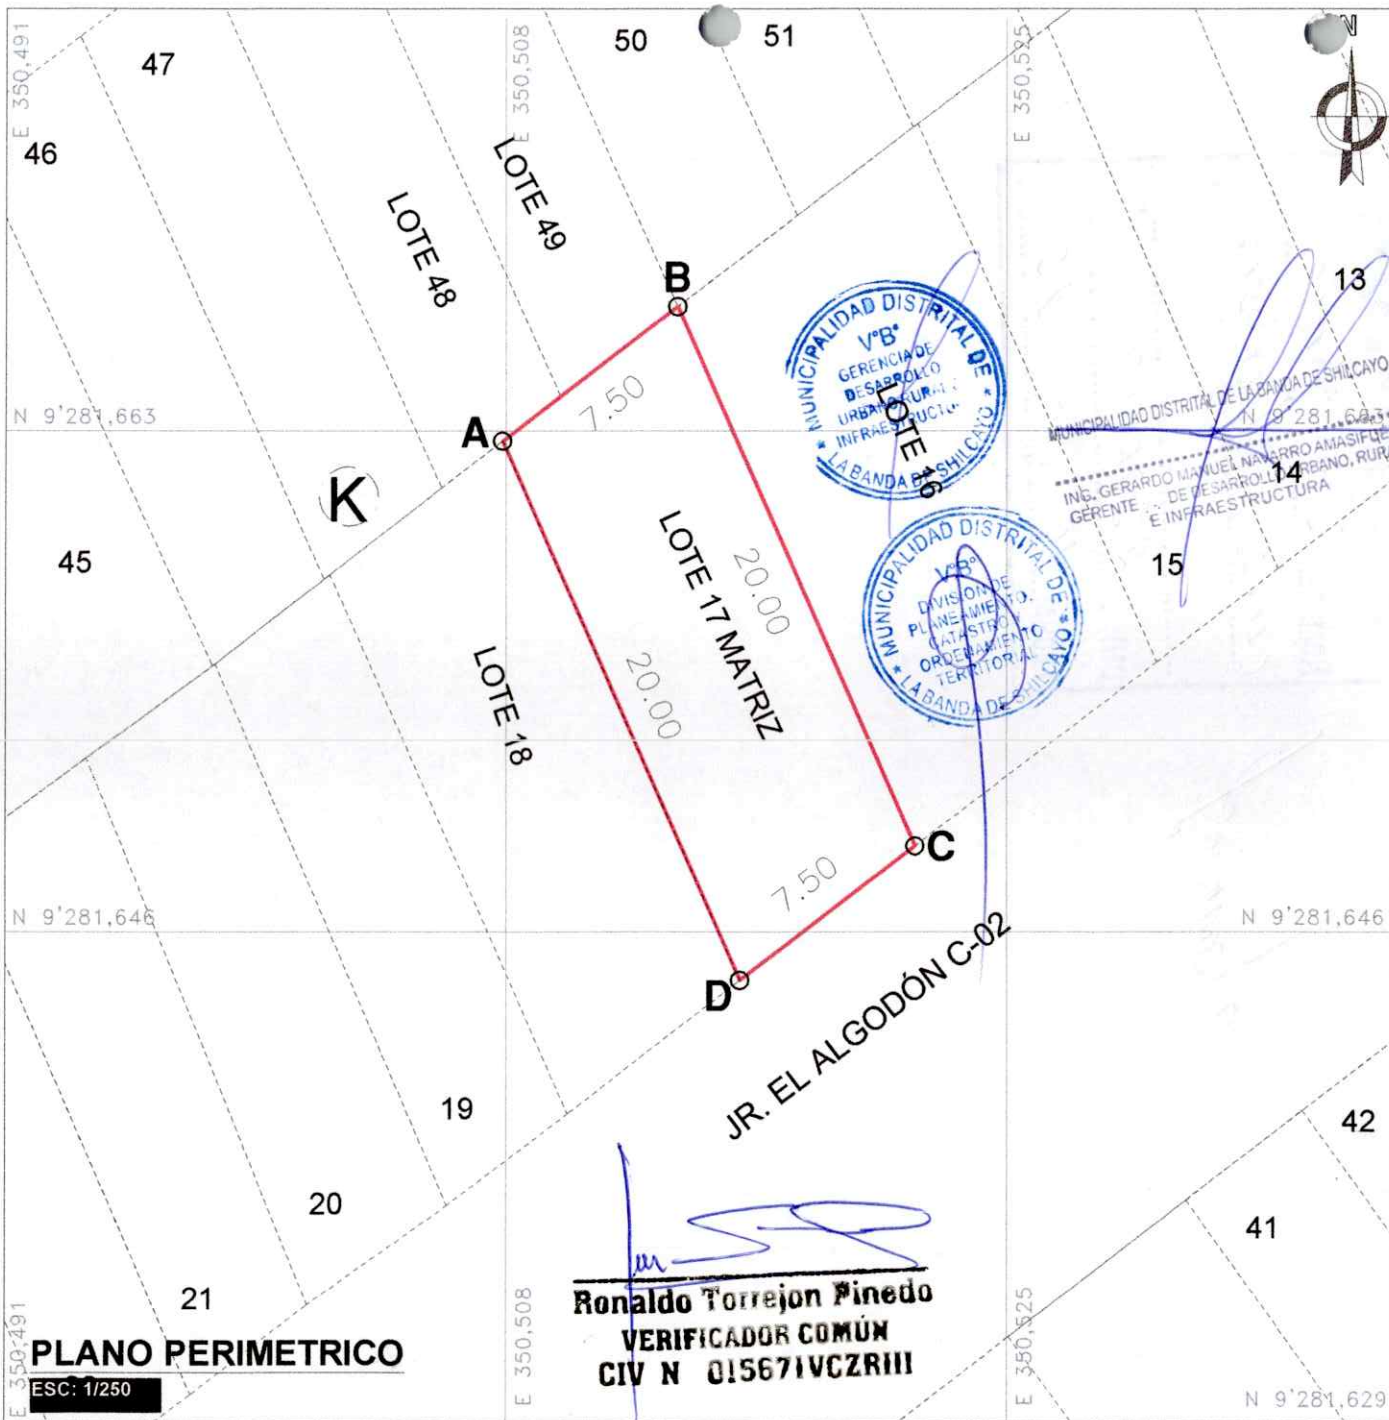 E 350,491
47
46
E 350,508
50
51
E 350,525
N
13
LOTE 49
LOTE 48
B
A
7.50
N 9'281,663
K
45
MUNICIPALIDAD DISTRITAL DE
V°B°
GERENCIA DE
DESARROLLO
INFRAESTRUCTU
LA BANDA DE SHILCAYO
LOTE 16
MUNICIPALIDAD DISTRITAL DE LA BANDA DE SHILCAYO
N 9'281,663
ING. GERARDO MANUEL NAVARRO
GERENTE DE DESARROLLO URBANO, RURA
E INFRAESTRUCTURA
14
15
MUNICIPALIDAD DISTRITAL DE
V°B°
DIVISION DE
PLANEAMIENTO,
CATASTRO
ORDENAMIENTO
TERRITORIAL
LA BANDA DE SHILCAYO
LOTE 17 MATRIZ
20.00
20.00
LOTE 18
C
7.50
D
N 9'281,646
N 9'281,646
JR. EL ALGODÓN C-02
19
20
21
42
41
Ronaldo Torrejon Pinedo
VERIFICADOR COMÚN
CIV N 015671VCZRIII
E 350,491
E 350,508
E 350,525
PLANO PERIMETRICO
ESC: 1/250
N 9'281,629